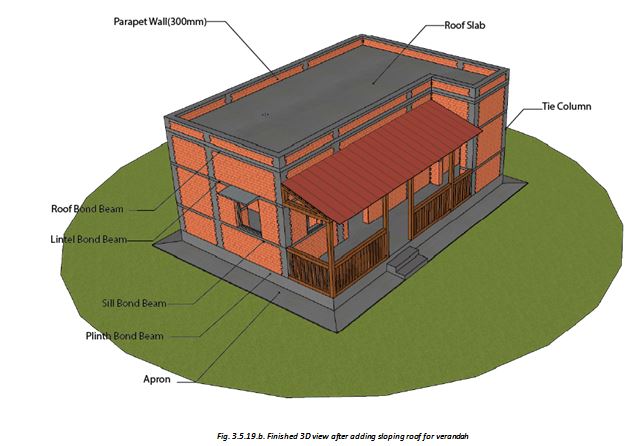 Parapet Wall(300mm)
Roof Slab
Tie Column
Roof Bond Beam
Lintel Bond Beam
Sill Bond Beam
Plinth Bond Beam
Apron
Fig. 3.5.19.b. Finished 3D view after adding sloping roof for verandah